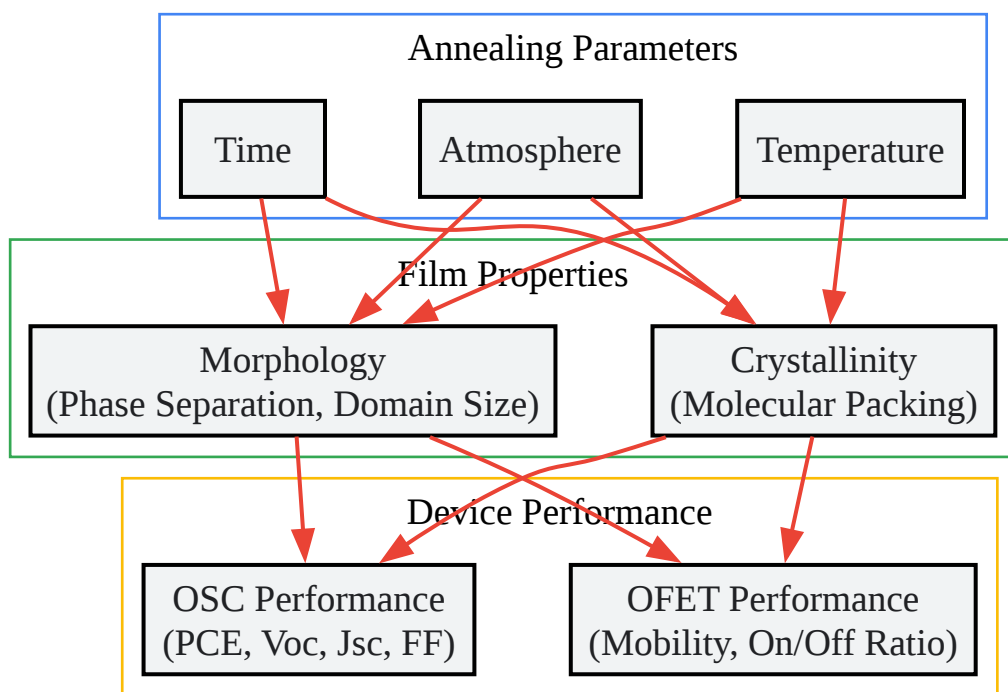 Annealing Parameters
Time
Atmosphere
Temperature
Film Properties
Morphology
(Phase Separation, Domain Size)
Crystallinity
(Molecular Packing)
Device Performance
OSC Performance
(PCE, Voc, Jsc, FF)
OFET Performance
(Mobility, On/Off Ratio)